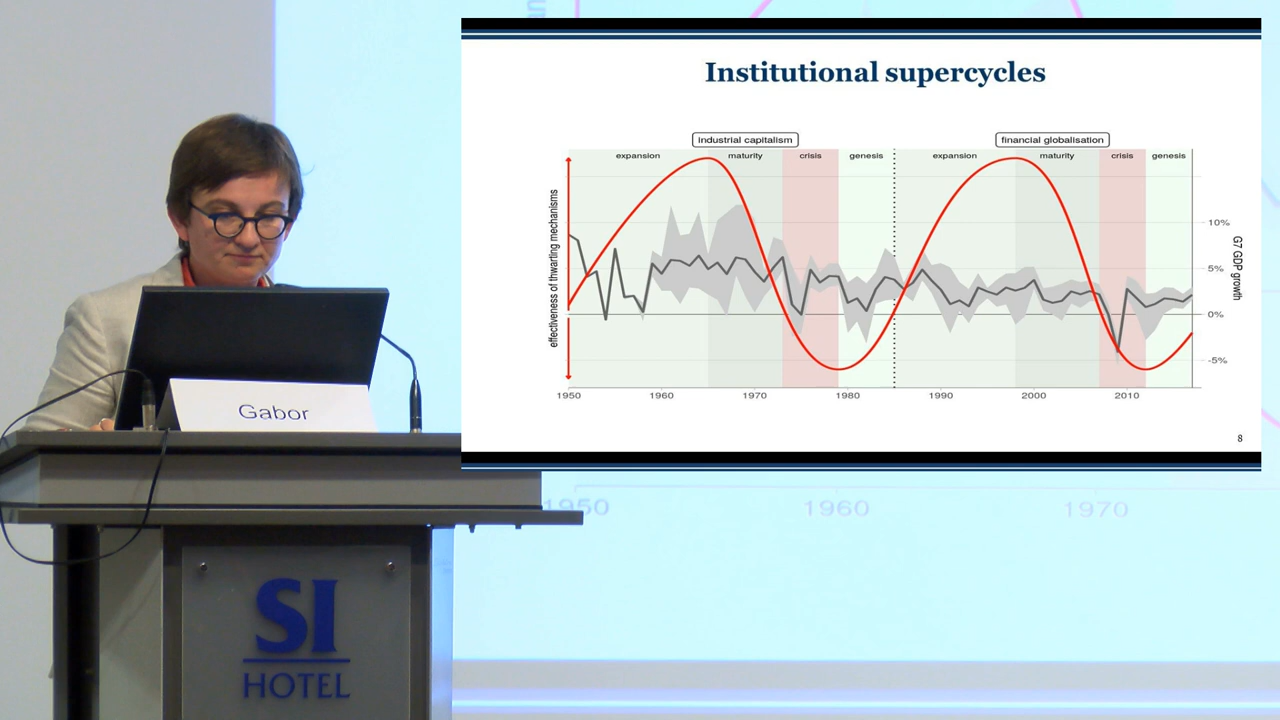 Institutional supercycles
industrial capitalism
financial globalisation
expansion maturity crisis genesis expansion maturity crisis genesis
effectiveness of thwarting mechanisms
10%
5%
0%
-5%
G7 GDP growth
1950 1960 1970 1980 1990 2000 2010
8
Gabor
1950 1960 1970
SI
HOTEL